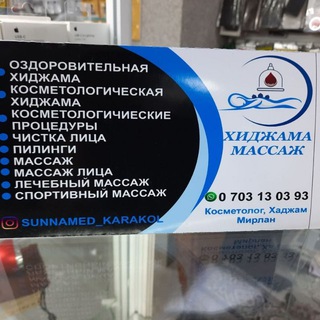 ОЗДОРОВИТЕЛЬНАЯ
ХИДЖАМА
КОСМЕТОЛОГИЧЕСКАЯ
ХИДЖАМА
КОСМЕТОЛОГИЧИЕСКИЕ
ПРОЦЕДУРЫ
ЧИСТКА ЛИЦА
ПИЛИНГИ
МАССАЖ
МАССАЖ ЛИЦА
ЛЕЧЕБНЫЙ МАССАЖ
СПОРТИВНЫЙ МАССАЖ
SUNNAMED_KARAKOL
ХИДЖАМА
МАССАЖ
0 703 13 03 93
Косметолог, Хаджам
Мирлан